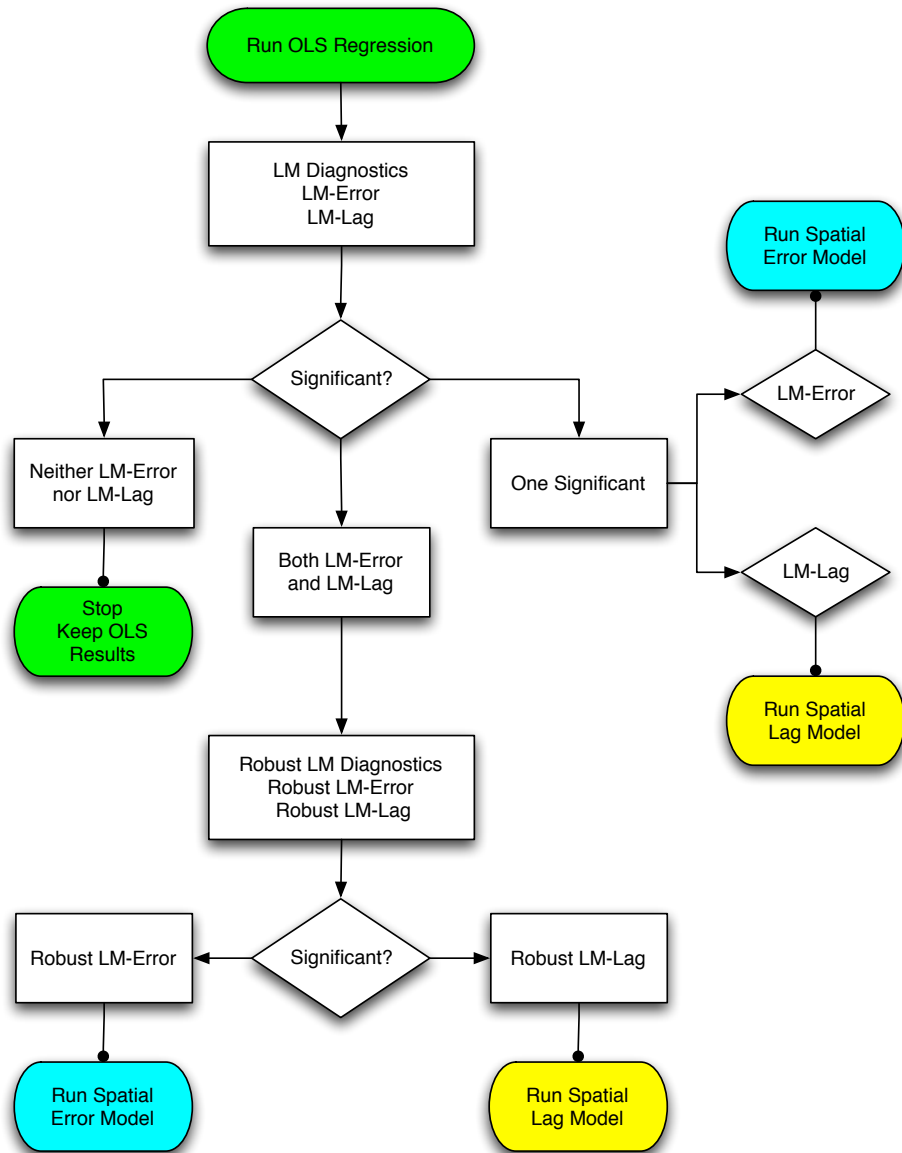 Run OLS Regression
LM Diagnostics
LM-Error
LM-Lag
Run Spatial
Error Model
Significant?
LM-Error
Neither LM-Error
nor LM-Lag
One Significant
Both LM-Error
and LM-Lag
LM-Lag
Stop
Keep OLS
Results
Run Spatial
Lag Model
Robust LM Diagnostics
Robust LM-Error
Robust LM-Lag
Robust LM-Error
Significant?
Robust LM-Lag
Run Spatial
Error Model
Run Spatial
Lag Model